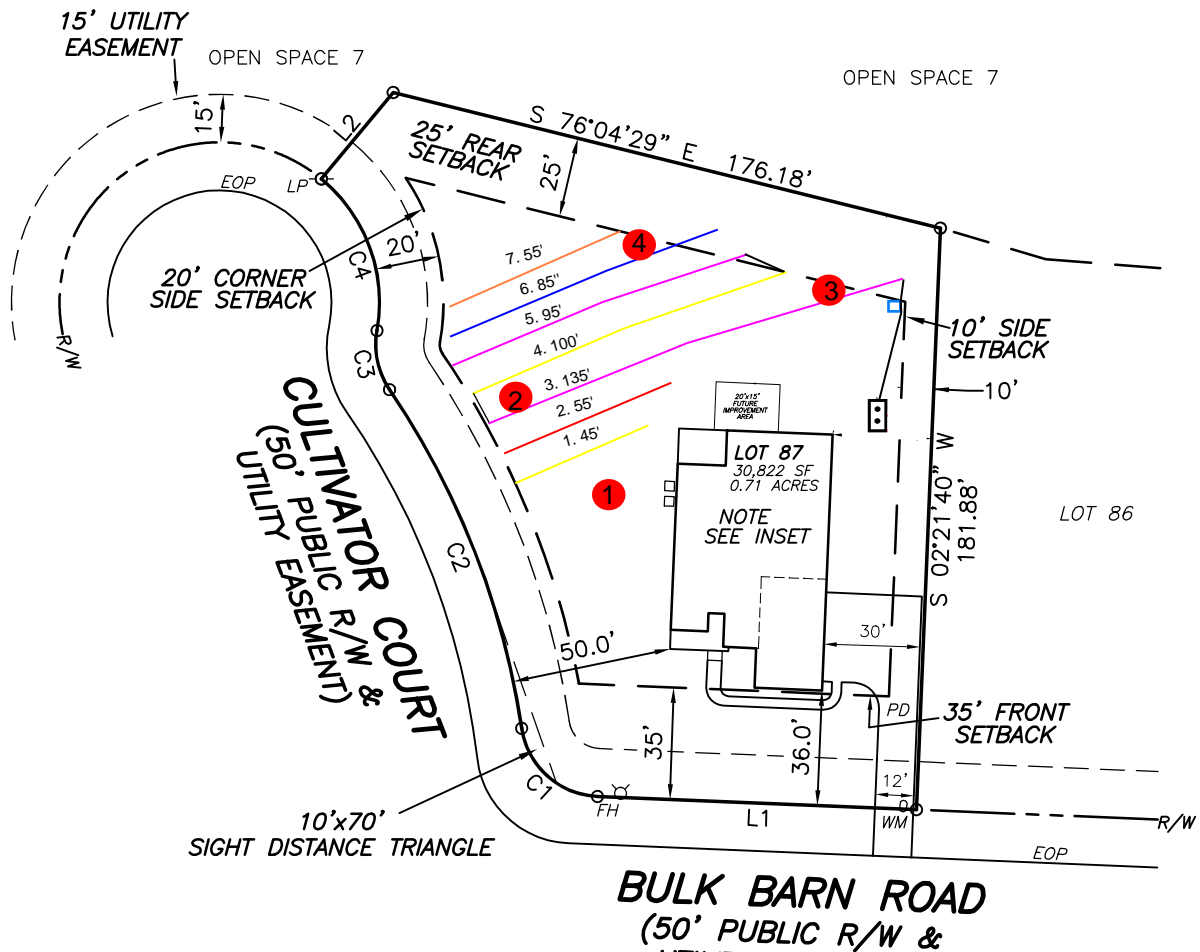 15' UTILITY
EASEMENT
OPEN SPACE 7
OPEN SPACE 7
15'
L2
S 76°04'29" E 176.18'
25' REAR
SETBACK
25'
LP
EOP
20'
C4
20' CORNER
SIDE SETBACK
R/W
C3
7. 55'
6. 85"
5. 95'
4. 100'
3. 135'
2. 55'
1. 45'
4
3
2
1
10' SIDE
SETBACK
10'
20'x15'
FUTURE
IMPROVEMENT
AREA
LOT 87
30,822 SF
0.71 ACRES
NOTE
SEE INSET
S 02°21'40" W
181.88'
LOT 86
CULTIVATOR COURT
(50' PUBLIC R/W &
UTILITY EASEMENT)
C2
50.0'
30'
PD
35' FRONT
SETBACK
35'
36.0'
12'
C1
FH
L1
O
WM
R/W
10'x70'
SIGHT DISTANCE TRIANGLE
EOP
BULK BARN ROAD
(50' PUBLIC R/W &